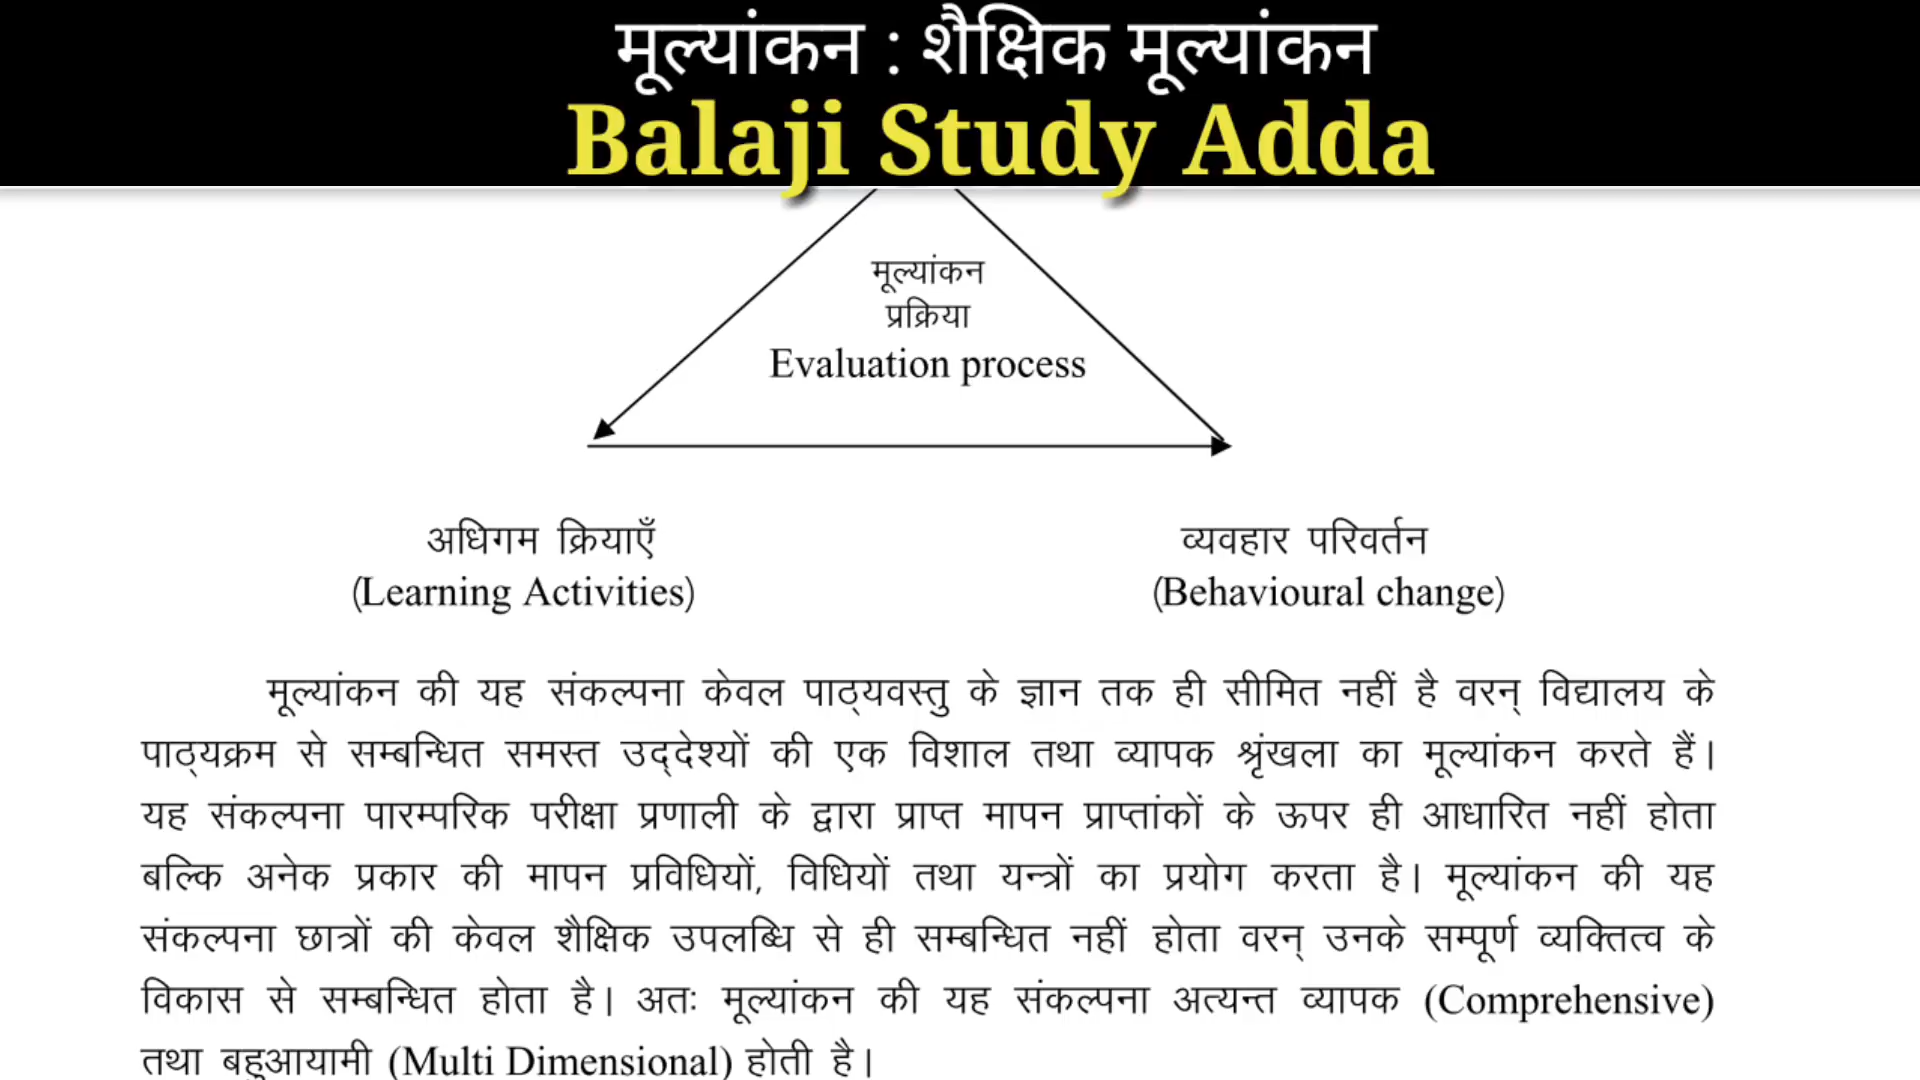 मूल्यांकन : शैक्षिक मूल्यांकन
Balaji Study Adda
मूल्यांकन
प्रक्रिया
Evaluation process
अधिगम क्रियाएँ
(Learning Activities)
व्यवहार परिवर्तन
(Behavioural change)
मूल्यांकन की यह संकल्पना केवल पाठ्यवस्तु के ज्ञान तक ही सीमित नहीं है वरन् विद्यालय के
पाठ्यक्रम से सम्बन्धित समस्त उद्देश्यों की एक विशाल तथा व्यापक श्रृंखला का मूल्यांकन करते हैं।
यह संकल्पना पारम्परिक परीक्षा प्रणाली के द्वारा प्राप्त मापन प्राप्तांकों के ऊपर ही आधारित नहीं होता
बल्कि अनेक प्रकार की मापन प्रविधियों, विधियों तथा यन्त्रों का प्रयोग करता है। मूल्यांकन की यह
संकल्पना छात्रों की केवल शैक्षिक उपलब्धि से ही सम्बन्धित नहीं होता वरन् उनके सम्पूर्ण व्यक्तित्व के
विकास से सम्बन्धित होता है। अतः मूल्यांकन की यह संकल्पना अत्यन्त व्यापक (Comprehensive)
तथा बहुआयामी (Multi Dimensional) होती है।